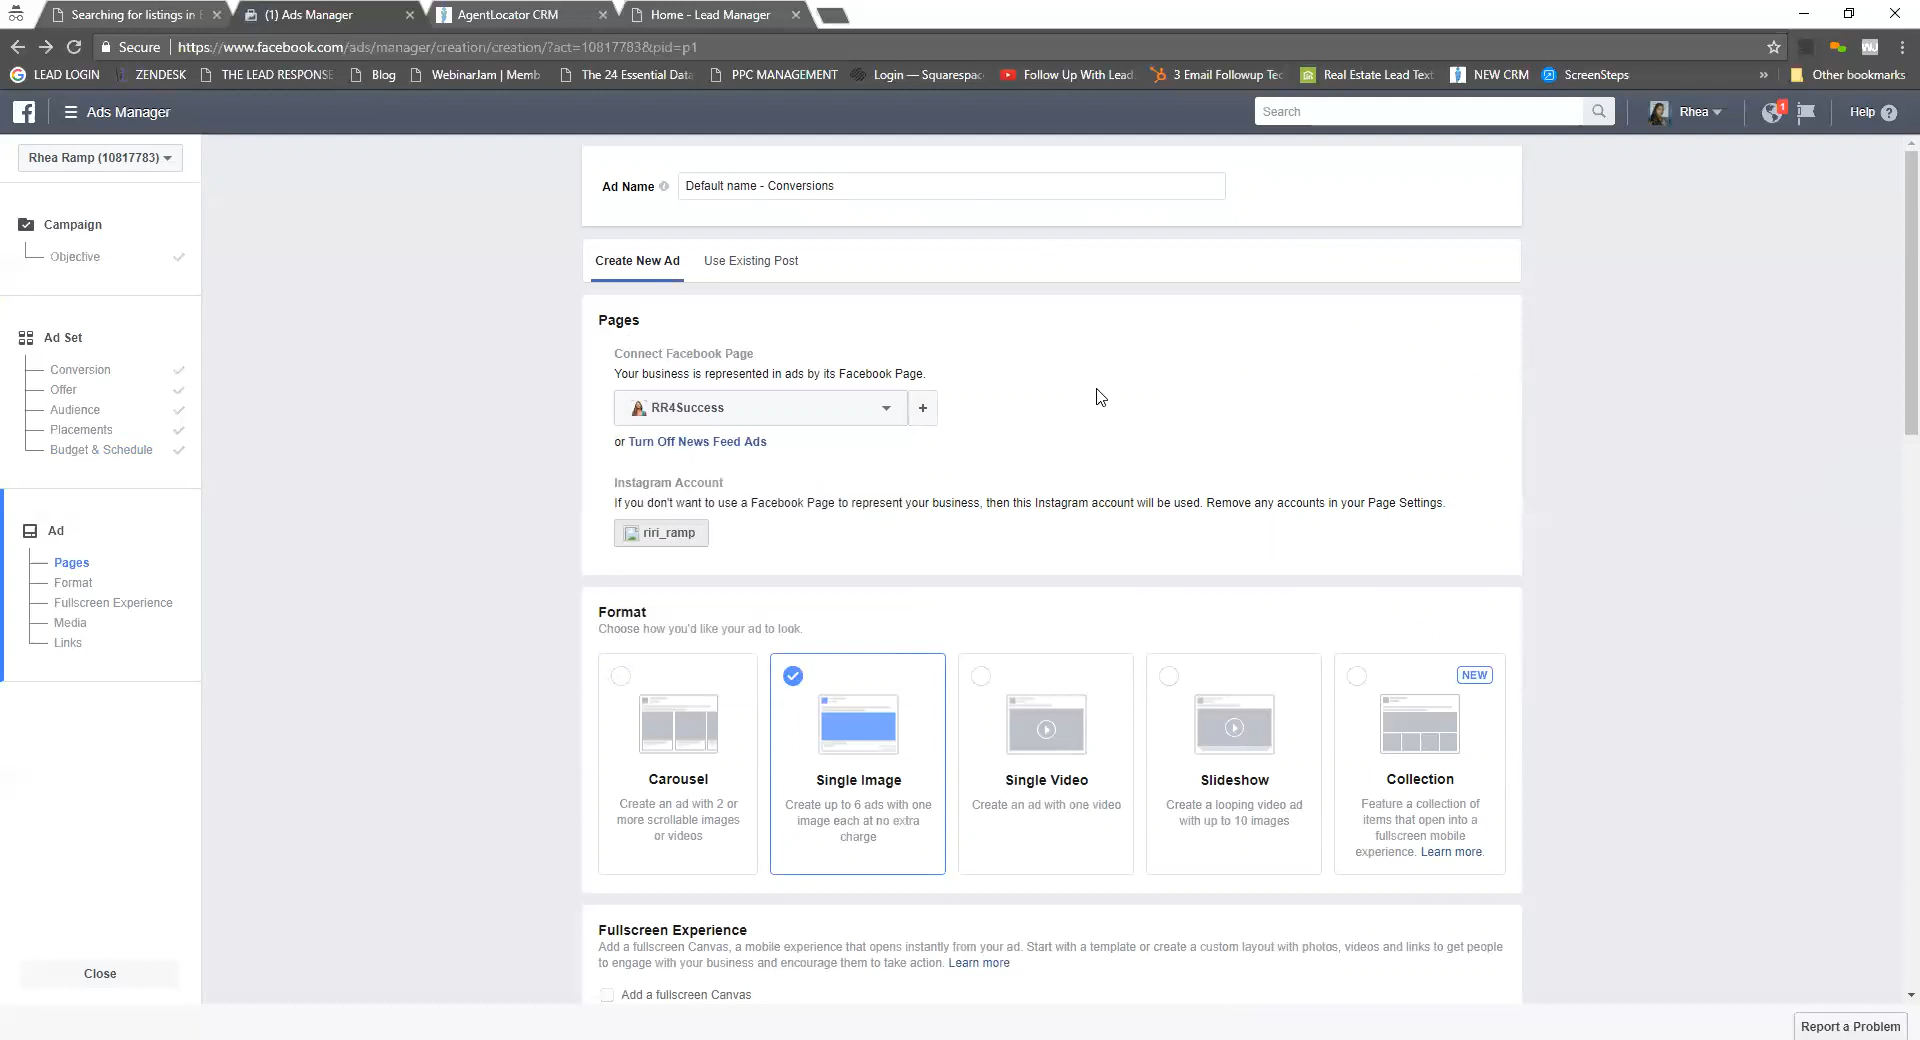 Searching for listings in
(1) Ads Manager
AgentLocator CRM
Home - Lead Manager
Secure
https://www.facebook.com/ads/manager/creation/creation/?act=10817783&pid=p1
LEAD LOGIN
ZENDESK
THE LEAD RESPONSE
Blog
WebinarJam | Memb
The 24 Essential Data
PPC MANAGEMENT
Login — Squarespac
Follow Up With Lead
3 Email Followup Tec
Real Estate Lead Text
NEW CRM
ScreenSteps
»
Other bookmarks
Ads Manager
Search
Rhea
1
Help ?
Rhea Ramp (10817783)
Campaign
Objective
Ad Set
Conversion
Offer
Audience
Placements
Budget & Schedule
Ad
Pages
Format
Fullscreen Experience
Media
Links
Close
Ad Name
Default name - Conversions
Create New Ad
Use Existing Post
Pages
Connect Facebook Page
Your business is represented in ads by its Facebook Page.
RR4Success
+
or Turn Off News Feed Ads
Instagram Account
If you don't want to use a Facebook Page to represent your business, then this Instagram account will be used. Remove any accounts in your Page Settings.
riri_ramp
Format
Choose how you'd like your ad to look.
Carousel
Create an ad with 2 or
more scrollable images
or videos
Single Image
Create up to 6 ads with one
image each at no extra
charge
Single Video
Create an ad with one video
Slideshow
Create a looping video ad
with up to 10 images
NEW
Collection
Feature a collection of
items that open into a
fullscreen mobile
experience. Learn more.
Fullscreen Experience
Add a fullscreen Canvas, a mobile experience that opens instantly from your ad. Start with a template or create a custom layout with photos, videos and links to get people
to engage with your business and encourage them to take action. Learn more
Add a fullscreen Canvas
Report a Problem